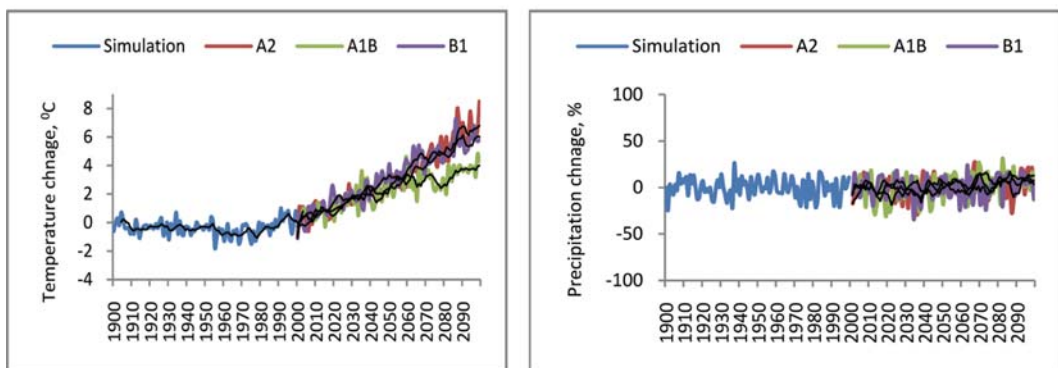 Simulation A2 A1B B1
Temperature chnage, ⁰C
8
6
4
2
0
-2
-4
1900 1910 1920 1930 1940 1950 1960 1970 1980 1990 2000 2010 2020 2030 2040 2050 2060 2070 2080 2090
Simulation A2 A1B B1
Precipitation chnage, %
100
50
0
-50
-100
1900 1910 1920 1930 1940 1950 1960 1970 1980 1990 2000 2010 2020 2030 2040 2050 2060 2070 2080 2090